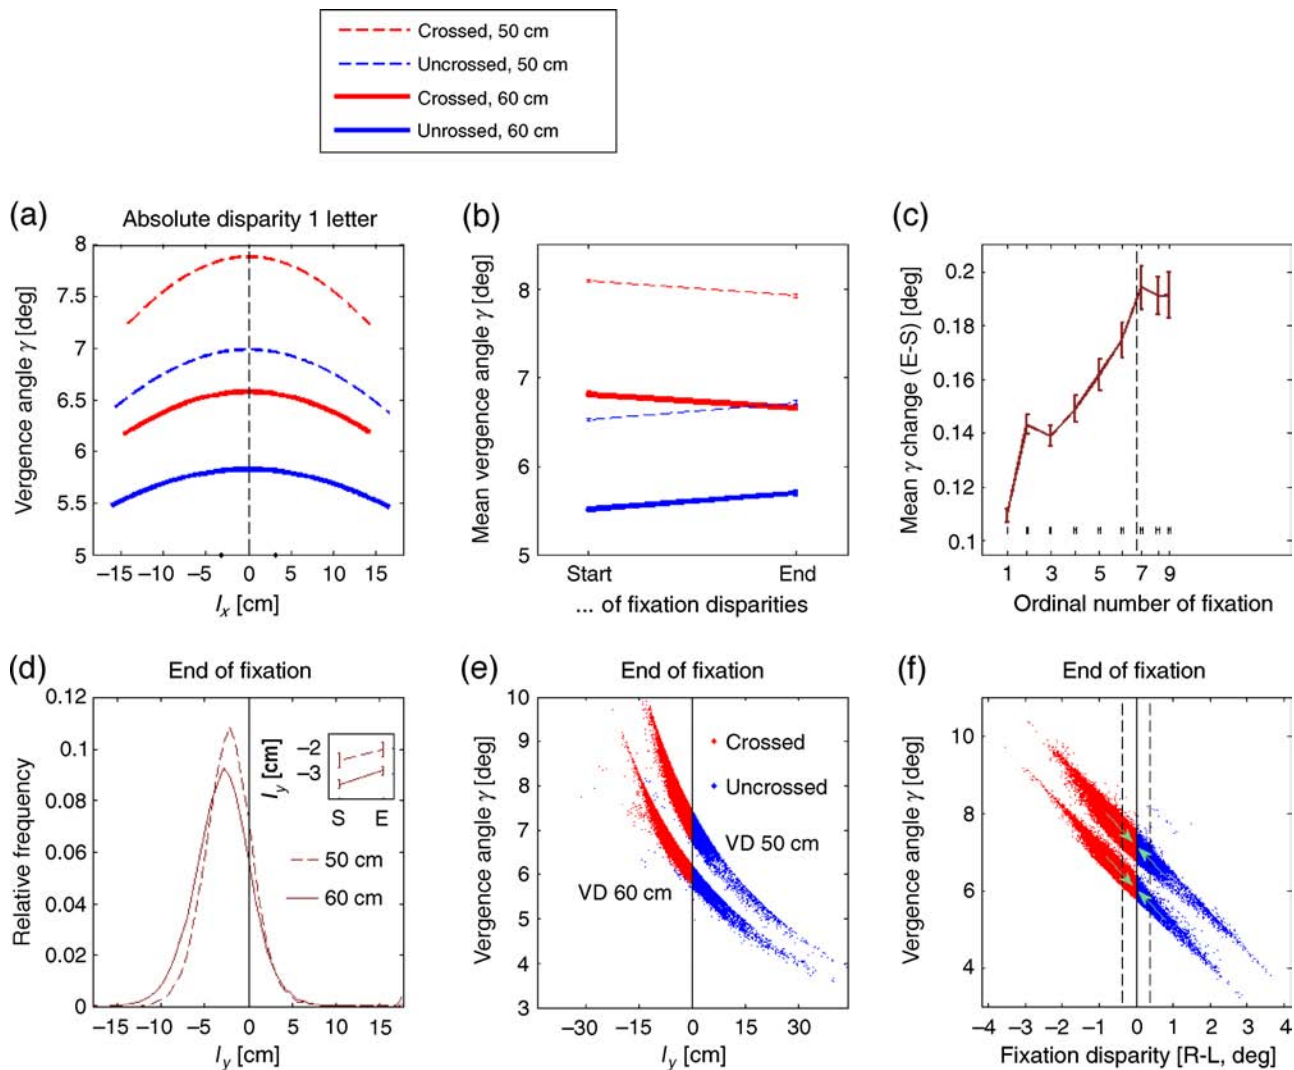 Crossed, 50 cm
Uncrossed, 50 cm
Crossed, 60 cm
Unrossed, 60 cm
(a)
Absolute disparity 1 letter
Vergence angle γ [deg]
8
7.5
7
6.5
6
5.5
5
−15 −10 −5 0 5 10 15
l_x [cm]
(b)
Mean vergence angle γ [deg]
8
7
6
5
Start End
... of fixation disparities
(c)
Mean γ change (E-S) [deg]
0.2
0.18
0.16
0.14
0.12
0.1
1 3 5 7 9
Ordinal number of fixation
(d)
End of fixation
Relative frequency
0.12
0.1
0.08
0.06
0.04
0.02
0
l_y [cm]
−2
−3
S E
50 cm
60 cm
−15 −10 −5 0 5 10 15
l_y [cm]
(e)
End of fixation
Vergence angle γ [deg]
10
9
8
7
6
5
4
3
Crossed
Uncrossed
VD 50 cm
VD 60 cm
−30 −15 0 15 30
l_y [cm]
(f)
End of fixation
Vergence angle γ [deg]
10
8
6
4
−4 −3 −2 −1 0 1 2 3 4
Fixation disparity [R-L, deg]